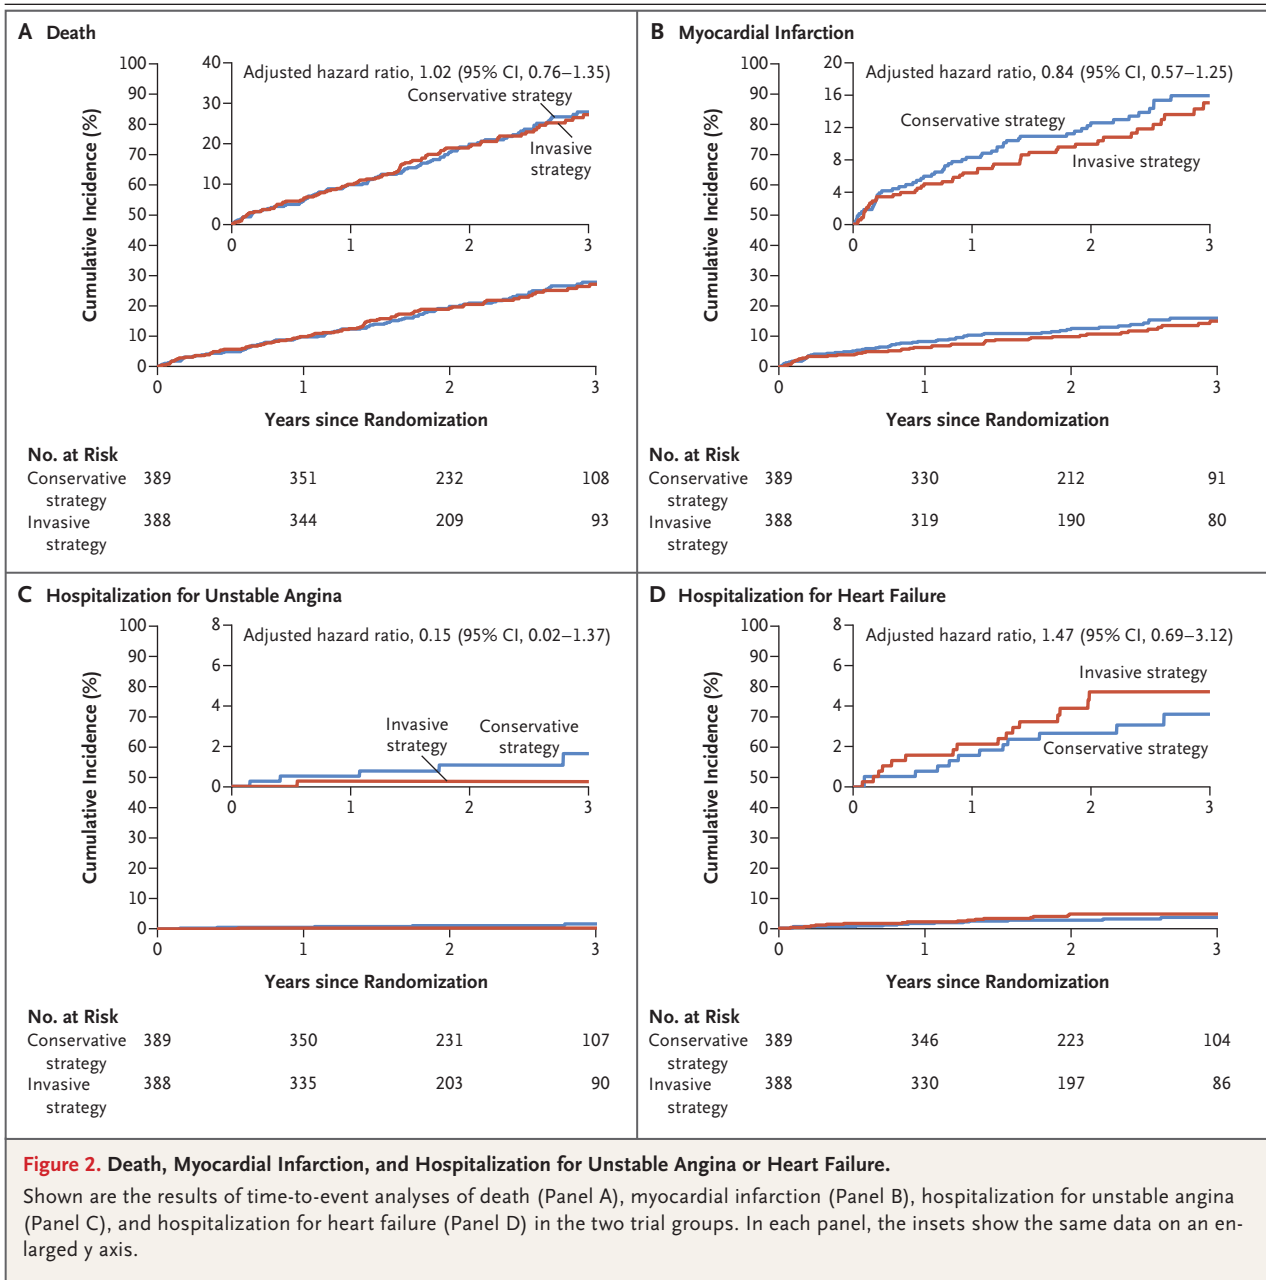 A Death
100
90
80
70
60
50
40
30
20
10
0
Cumulative Incidence (%)
40
30
20
10
0
Adjusted hazard ratio, 1.02 (95% CI, 0.76–1.35)
Conservative strategy
Invasive
strategy
0 1 2 3
0 1 2 3
Years since Randomization
No. at Risk
Conservative 389 351 232 108
strategy
Invasive 388 344 209 93
strategy
B Myocardial Infarction
100
90
80
70
60
50
40
30
20
10
0
Cumulative Incidence (%)
20
16
12
8
4
0
Adjusted hazard ratio, 0.84 (95% CI, 0.57–1.25)
Conservative strategy
Invasive strategy
0 1 2 3
0 1 2 3
Years since Randomization
No. at Risk
Conservative 389 330 212 91
strategy
Invasive 388 319 190 80
strategy
C Hospitalization for Unstable Angina
100
90
80
70
60
50
40
30
20
10
0
Cumulative Incidence (%)
8
6
4
2
0
Adjusted hazard ratio, 0.15 (95% CI, 0.02–1.37)
Invasive
strategy
Conservative
strategy
0 1 2 3
0 1 2 3
Years since Randomization
No. at Risk
Conservative 389 350 231 107
strategy
Invasive 388 335 203 90
strategy
D Hospitalization for Heart Failure
100
90
80
70
60
50
40
30
20
10
0
Cumulative Incidence (%)
8
6
4
2
0
Adjusted hazard ratio, 1.47 (95% CI, 0.69–3.12)
Invasive strategy
Conservative strategy
0 1 2 3
0 1 2 3
Years since Randomization
No. at Risk
Conservative 389 346 223 104
strategy
Invasive 388 330 197 86
strategy
Figure 2. Death, Myocardial Infarction, and Hospitalization for Unstable Angina or Heart Failure.
Shown are the results of time-to-event analyses of death (Panel A), myocardial infarction (Panel B), hospitalization for unstable angina
(Panel C), and hospitalization for heart failure (Panel D) in the two trial groups. In each panel, the insets show the same data on an en-
larged y axis.